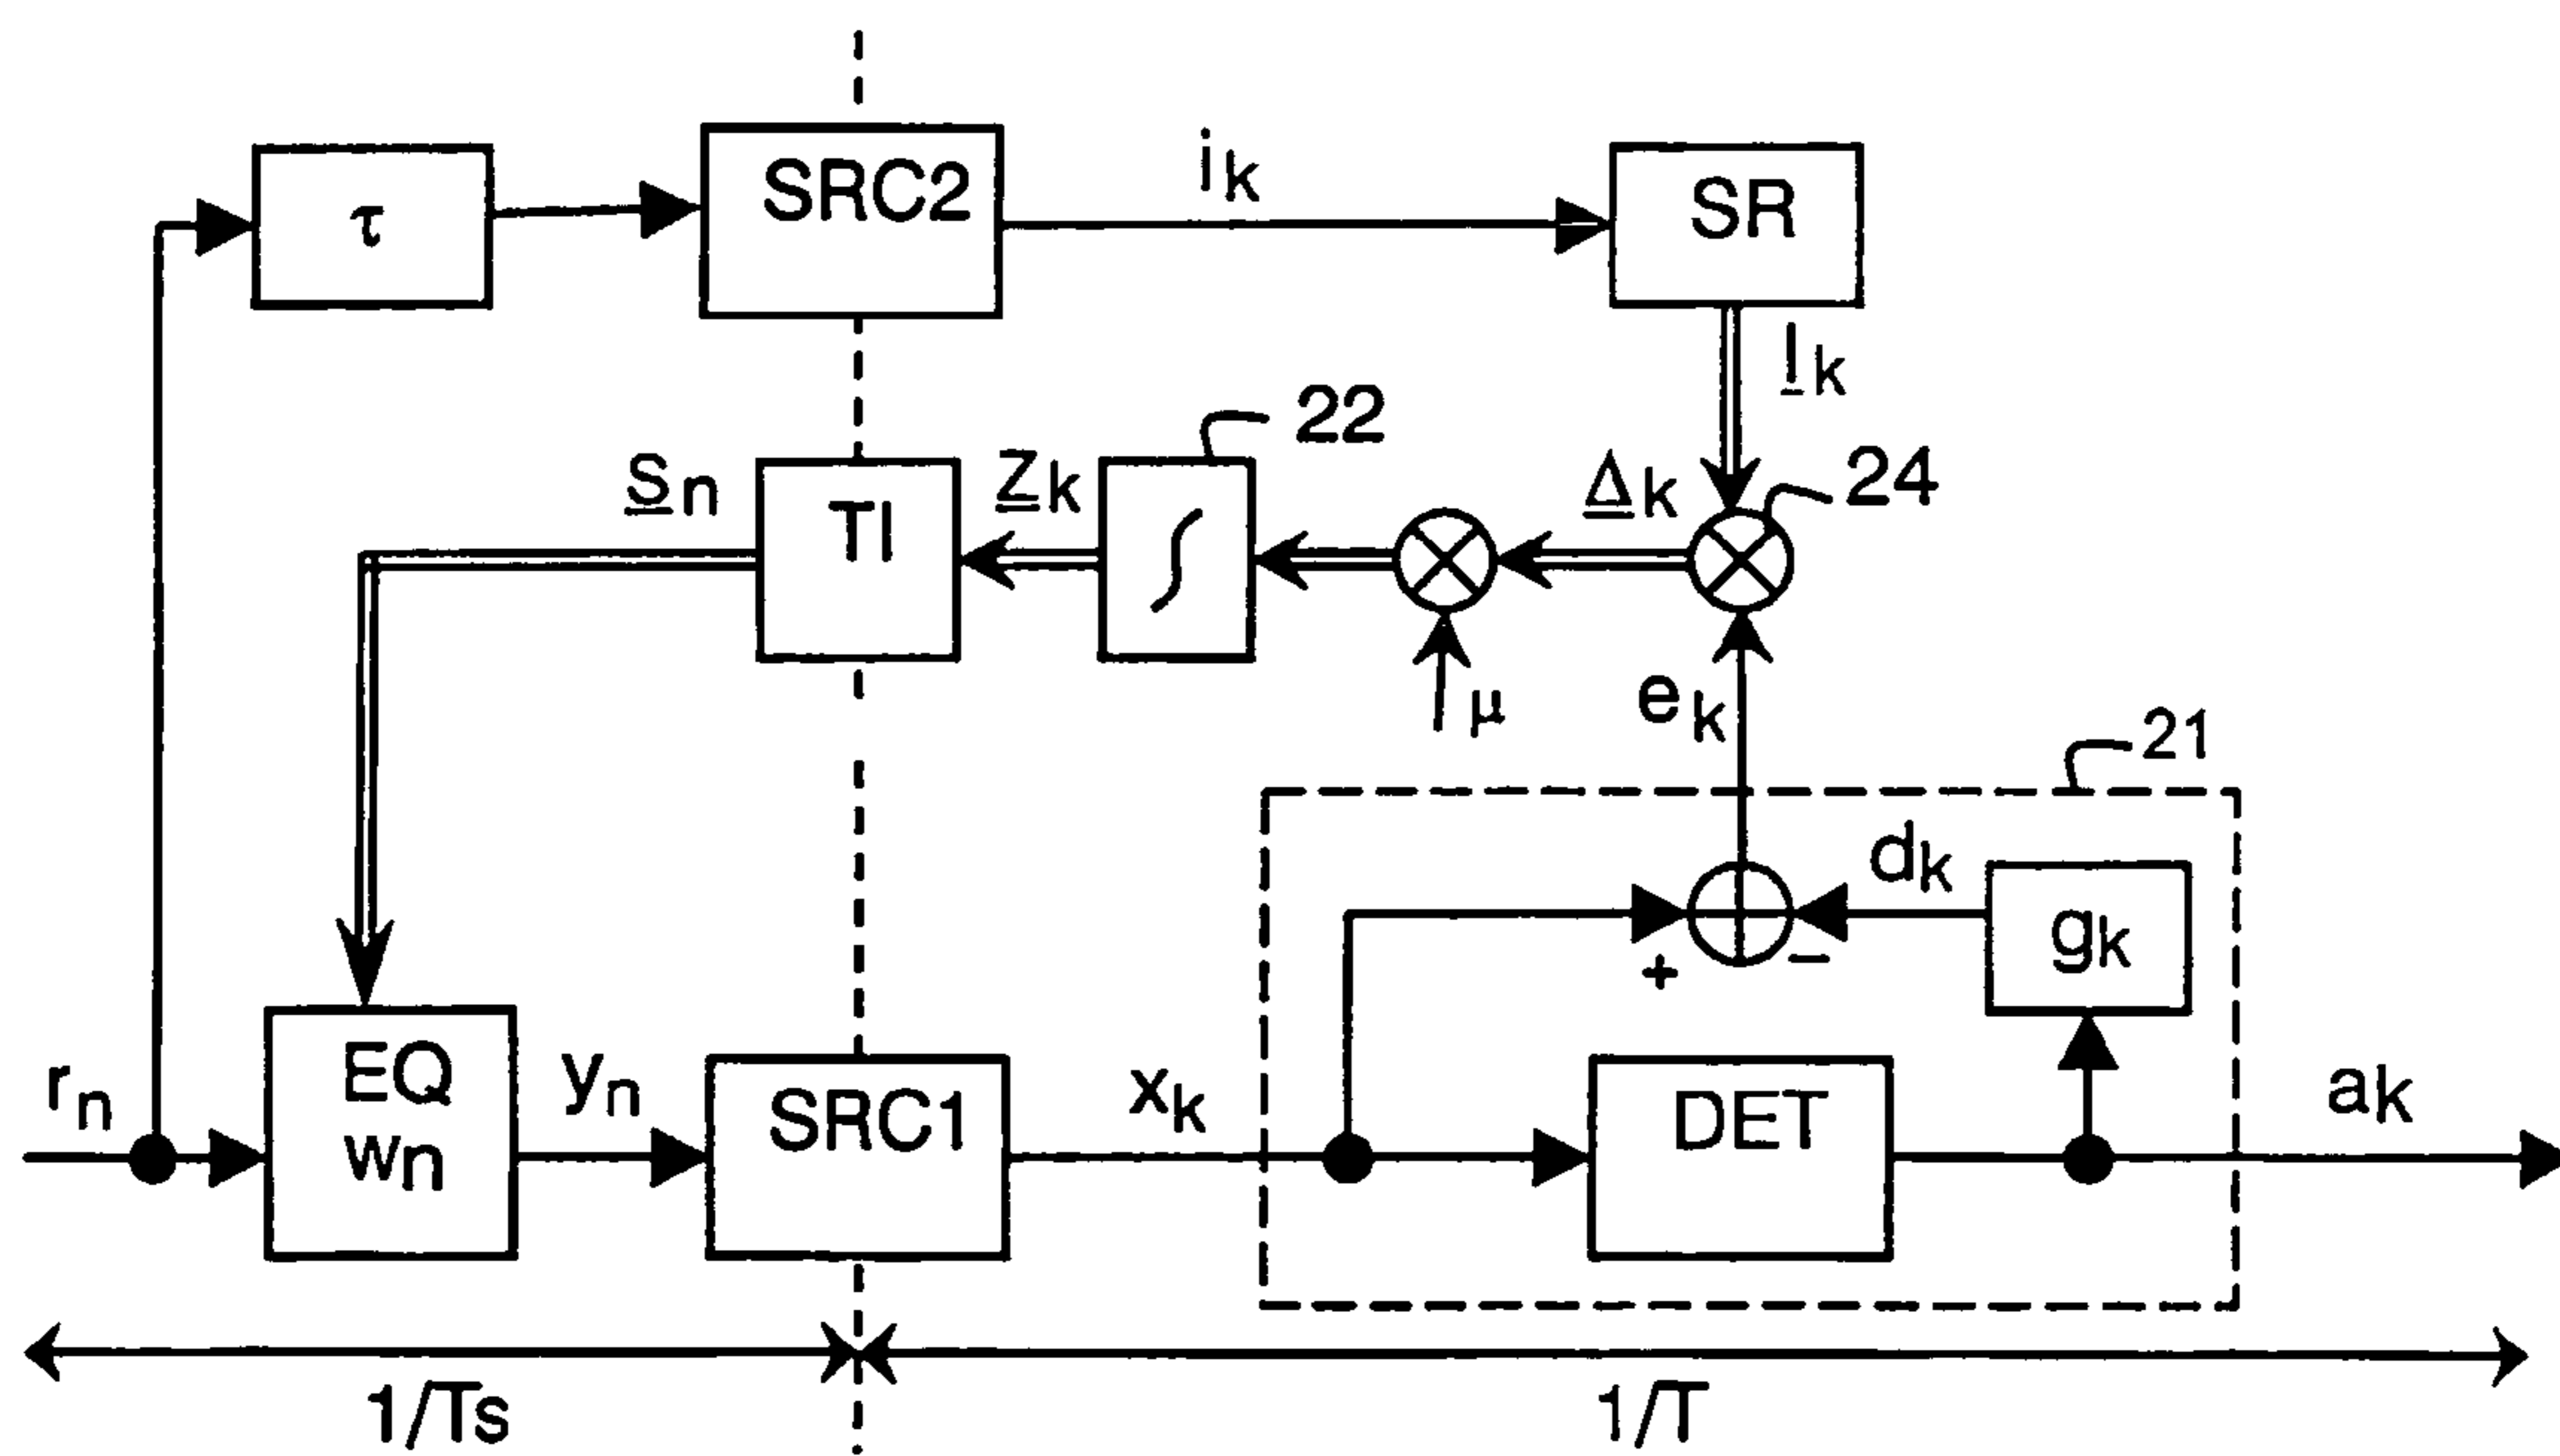 τ
SRC2
ik
SR
Ik
22
Sn
TI
Zk
∫
Δk
24
μ
ek
21
dk
gk
+
−
rn
EQ
wn
yn
SRC1
xk
DET
ak
1/Ts
1/T